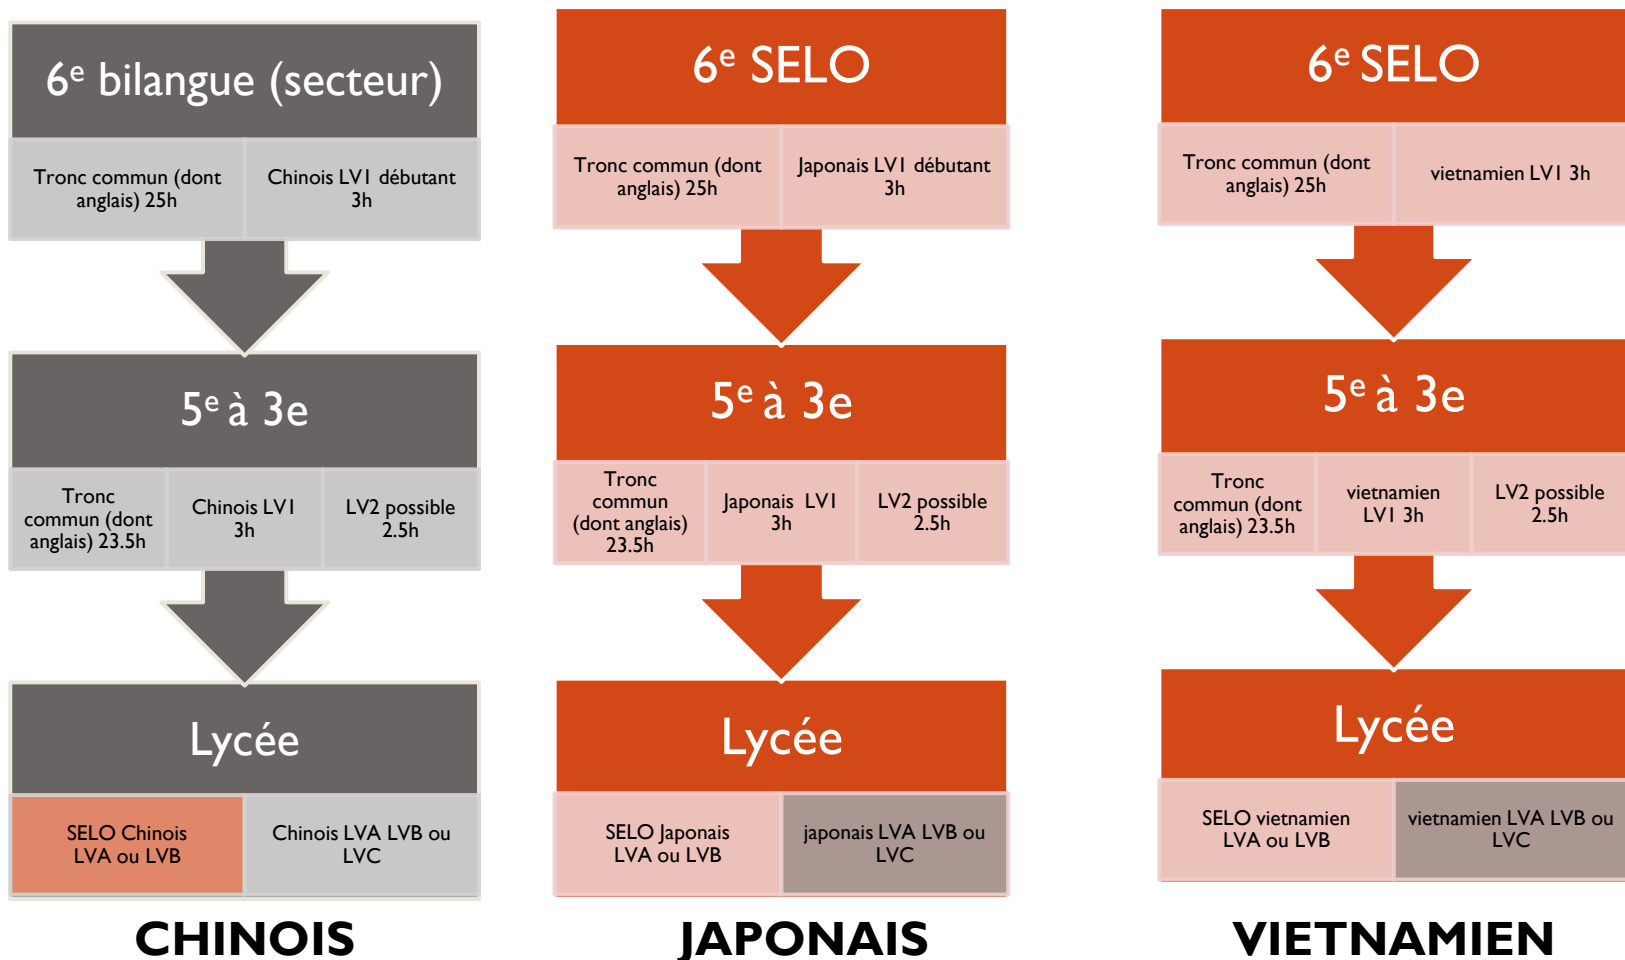 6e bilangue (secteur)
Tronc commun (dont
anglais) 25h
Chinois LV1 débutant
3h
5e à 3e
Tronc
commun (dont
anglais) 23.5h
Chinois LV1
3h
LV2 possible
2.5h
Lycée
SELO Chinois
LVA ou LVB
Chinois LVA LVB ou
LVC
CHINOIS
6e SELO
Tronc commun (dont
anglais) 25h
Japonais LV1 débutant
3h
5e à 3e
Tronc
commun
(dont anglais)
23.5h
Japonais LV1
3h
LV2 possible
2.5h
Lycée
SELO Japonais
LVA ou LVB
japonais LVA LVB ou
LVC
JAPONAIS
6e SELO
Tronc commun (dont
anglais) 25h
vietnamien LV1 3h
5e à 3e
Tronc
commun (dont
anglais) 23.5h
vietnamien
LV1 3h
LV2 possible
2.5h
Lycée
SELO vietnamien
LVA ou LVB
vietnamien LVA LVB ou
LVC
VIETNAMIEN